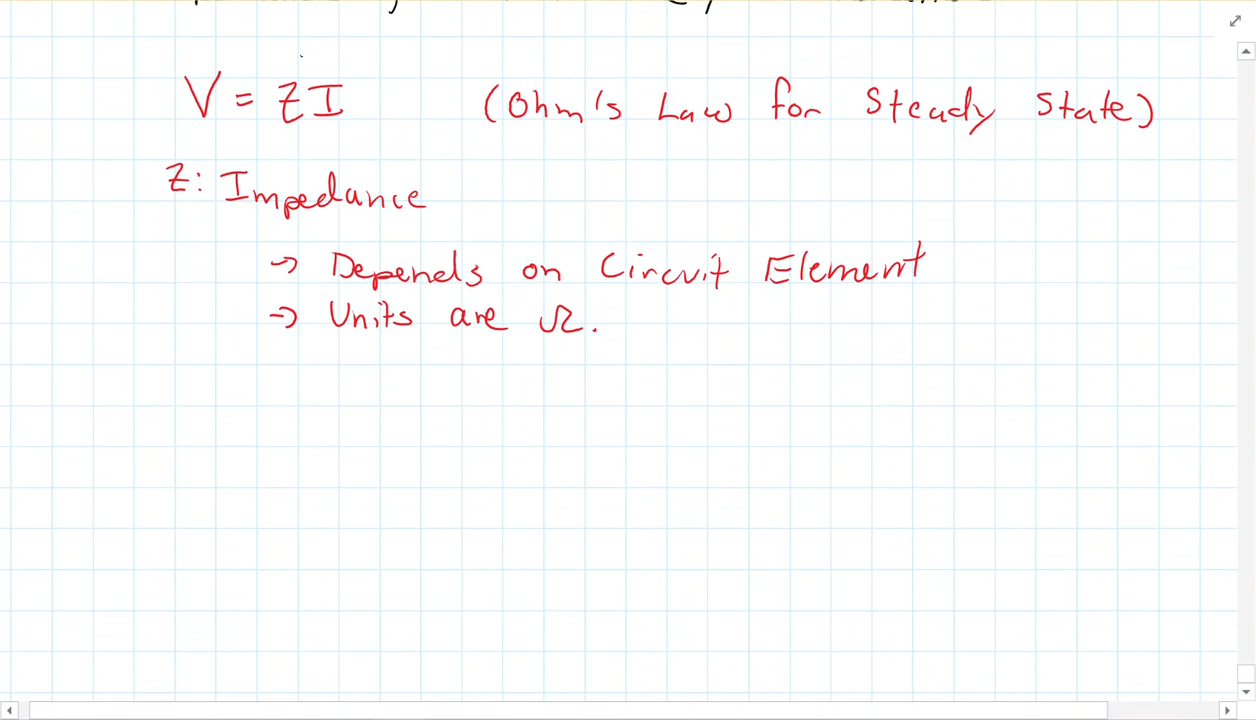 V = ZI (Ohm's Law for Steady State)
Z: Impedance
→ Depends on Circuit Element
→ Units are Ω.